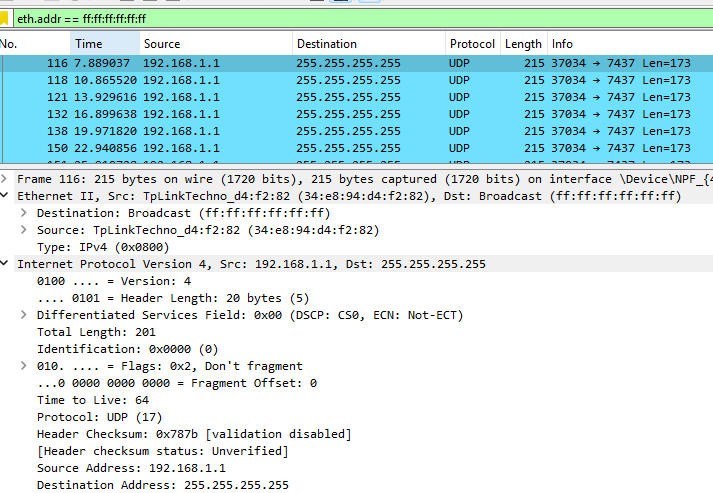 eth.addr == ff:ff:ff:ff:ff:ff
No. Time Source Destination Protocol Length Info
116 7.889037 192.168.1.1 255.255.255.255 UDP 215 37034 → 7437 Len=173
118 10.865520 192.168.1.1 255.255.255.255 UDP 215 37034 → 7437 Len=173
121 13.929616 192.168.1.1 255.255.255.255 UDP 215 37034 → 7437 Len=173
132 16.899638 192.168.1.1 255.255.255.255 UDP 215 37034 → 7437 Len=173
138 19.971820 192.168.1.1 255.255.255.255 UDP 215 37034 → 7437 Len=173
150 22.940856 192.168.1.1 255.255.255.255 UDP 215 37034 → 7437 Len=173
Frame 116: 215 bytes on wire (1720 bits), 215 bytes captured (1720 bits) on interface \Device\NPF_{4
Ethernet II, Src: TpLinkTechno_d4:f2:82 (34:e8:94:d4:f2:82), Dst: Broadcast (ff:ff:ff:ff:ff:ff)
Destination: Broadcast (ff:ff:ff:ff:ff:ff)
Source: TpLinkTechno_d4:f2:82 (34:e8:94:d4:f2:82)
Type: IPv4 (0x0800)
Internet Protocol Version 4, Src: 192.168.1.1, Dst: 255.255.255.255
0100 .... = Version: 4
.... 0101 = Header Length: 20 bytes (5)
Differentiated Services Field: 0x00 (DSCP: CS0, ECN: Not-ECT)
Total Length: 201
Identification: 0x0000 (0)
010. .... = Flags: 0x2, Don't fragment
...0 0000 0000 0000 = Fragment Offset: 0
Time to Live: 64
Protocol: UDP (17)
Header Checksum: 0x787b [validation disabled]
[Header checksum status: Unverified]
Source Address: 192.168.1.1
Destination Address: 255.255.255.255